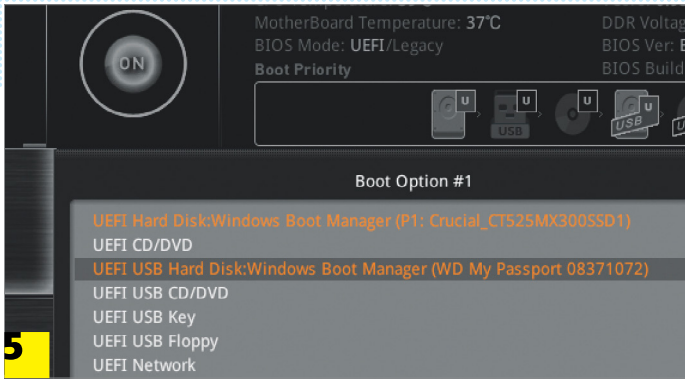 ON
MotherBoard Temperature: 37°C
DDR Voltag
BIOS Mode: UEFI/Legacy
BIOS Ver:
Boot Priority
BIOS Build
U
U
U
U
USB
USB
Boot Option #1
UEFI Hard Disk:Windows Boot Manager (P1: Crucial_CT525MX300SSD1)
UEFI CD/DVD
UEFI USB Hard Disk:Windows Boot Manager (WD My Passport 08371072)
UEFI USB CD/DVD
UEFI USB Key
UEFI USB Floppy
UEFI Network
5